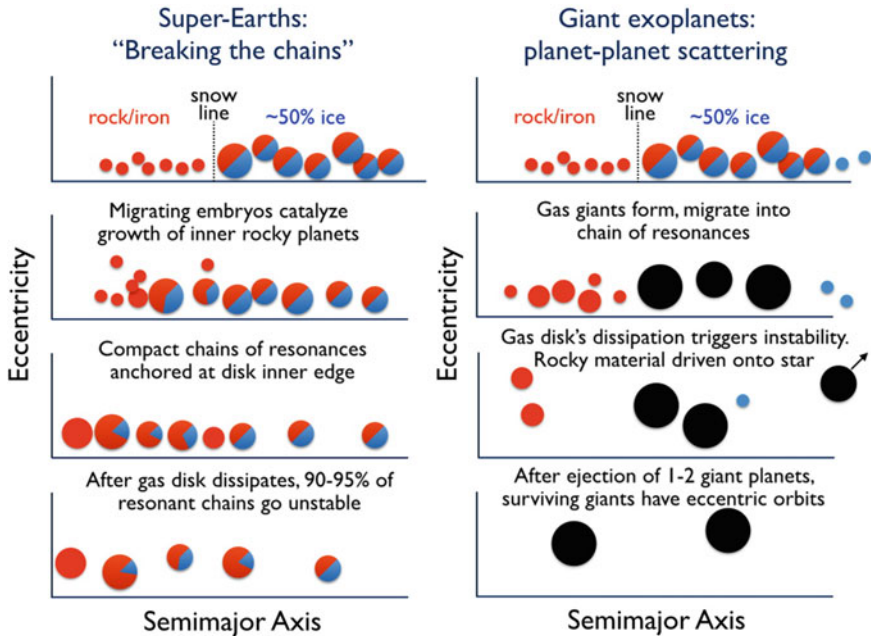 Super-Earths:
“Breaking the chains”
Eccentricity
rock/iron
snow
line
~50% ice
Migrating embryos catalyze
growth of inner rocky planets
Compact chains of resonances
anchored at disk inner edge
After gas disk dissipates, 90-95% of
resonant chains go unstable
Semimajor Axis
Giant exoplanets:
planet-planet scattering
Eccentricity
rock/iron
snow
line
~50% ice
Gas giants form, migrate into
chain of resonances
Gas disk’s dissipation triggers instability.
Rocky material driven onto star
After ejection of 1-2 giant planets,
surviving giants have eccentric orbits
Semimajor Axis